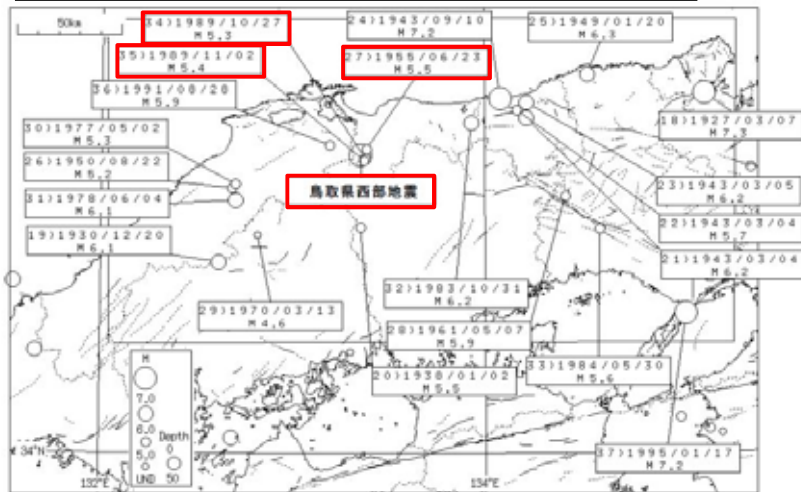 50km
34)1989/10/27
M5.3
24)1943/09/10
M7.2
25)1949/01/20
M6.3
35)1989/11/02
M5.4
27)1955/06/23
M5.5
36)1991/08/28
M5.9
18)1927/03/07
M7.3
30)1977/05/02
M5.3
26)1950/08/22
M5.2
31)1978/06/04
M6.1
19)1930/12/20
M6.1
鳥取県西部地震
23)1943/03/05
M6.2
22)1943/03/04
M5.7
21)1943/03/04
M6.2
32)1983/10/31
M6.2
29)1970/03/13
M4.6
28)1961/05/07
M5.9
33)1984/05/30
M5.6
20)1938/01/02
M5.5
37)1995/01/17
M7.2
M
7.0
6.0
5.0
UND
Depth
0
50
34°N
132°E
134°E